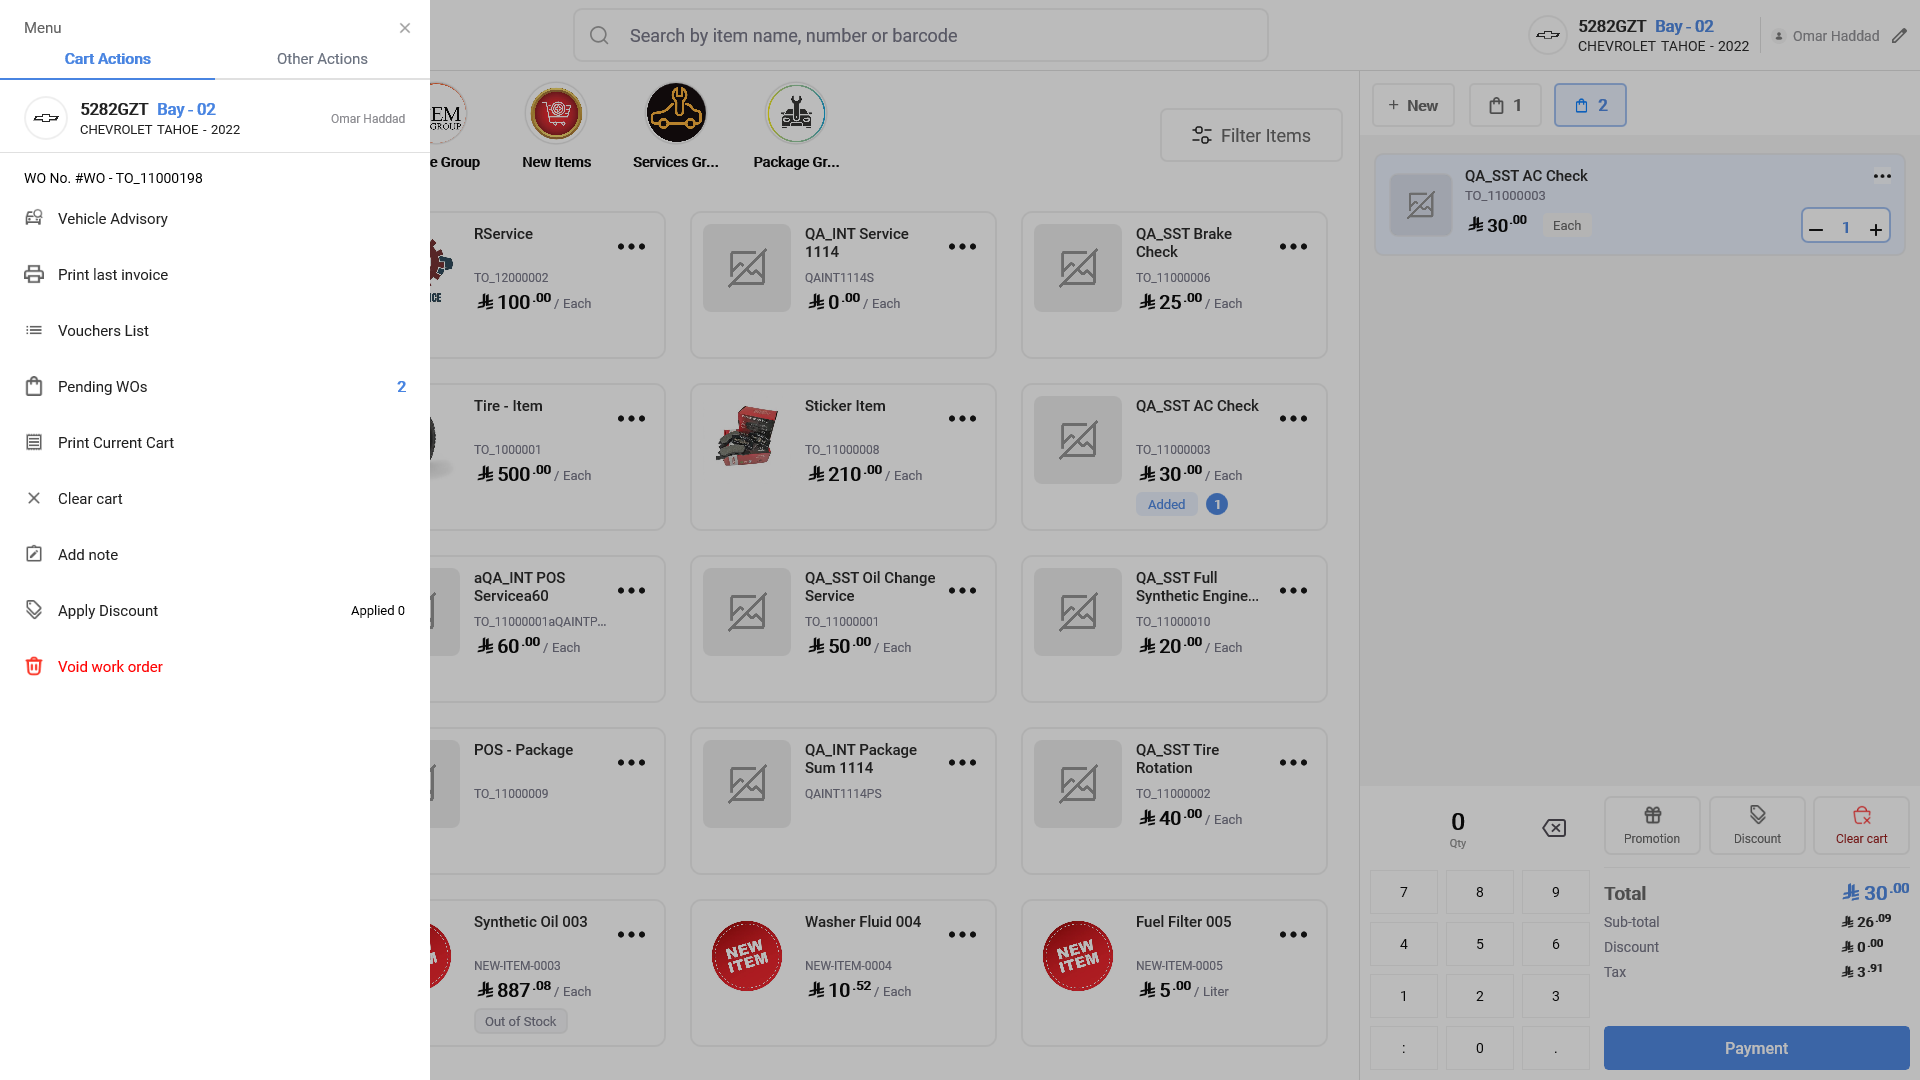 Menu
Cart Actions
Other Actions
5282GZT Bay - 02
CHEVROLET TAHOE - 2022
Omar Haddad
WO No. #WO - TO_11000198
Vehicle Advisory
Print last invoice
Vouchers List
Pending WOs 2
Print Current Cart
Clear cart
Add note
Apply Discount Applied 0
Void work order
Search by item name, number or barcode
5282GZT Bay - 02
CHEVROLET TAHOE - 2022
Omar Haddad
EM
GROUP
e Group
New Items
Services Gr...
Package Gr...
Filter Items
RService
TO_12000002
100.00 / Each
ICE
QA_INT Service
1114
QAINT1114S
0.00 / Each
QA_SST Brake
Check
TO_11000006
25.00 / Each
Tire - Item
TO_1000001
500.00 / Each
Sticker Item
TO_11000008
210.00 / Each
QA_SST AC Check
TO_11000003
30.00 / Each
Added 1
aQA_INT POS
Servicea60
TO_11000001aQAINTP...
60.00 / Each
QA_SST Oil Change
Service
TO_11000001
50.00 / Each
QA_SST Full
Synthetic Engine...
TO_11000010
20.00 / Each
POS - Package
TO_11000009
QA_INT Package
Sum 1114
QAINT1114PS
QA_SST Tire
Rotation
TO_11000002
40.00 / Each
Synthetic Oil 003
NEW-ITEM-0003
887.08 / Each
Out of Stock
NEW
ITEM
Washer Fluid 004
NEW-ITEM-0004
10.52 / Each
NEW
ITEM
Fuel Filter 005
NEW-ITEM-0005
5.00 / Liter
+ New
1
2
QA_SST AC Check
TO_11000003
30.00 Each
1
0
Qty
Promotion
Discount
Clear cart
7 8 9
4 5 6
1 2 3
: 0 .
Total 30.00
Sub-total 26.09
Discount 0.00
Tax 3.91
Payment